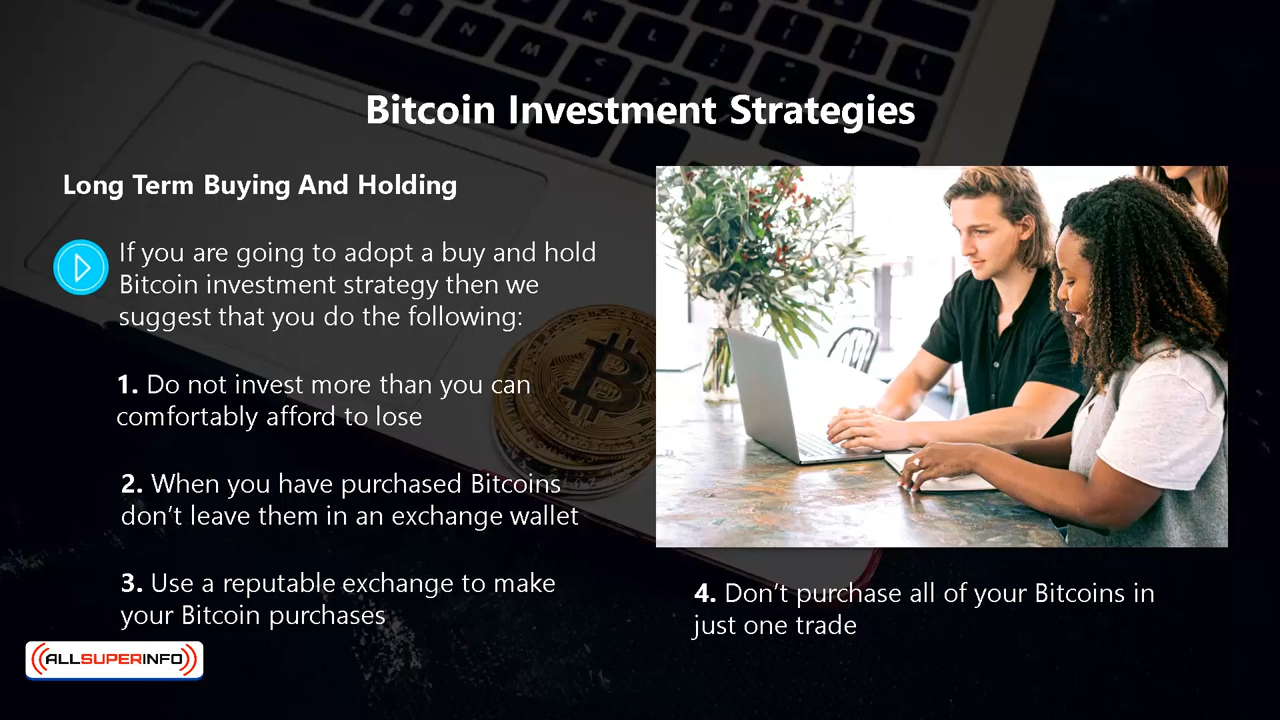 Bitcoin Investment Strategies
Long Term Buying And Holding
If you are going to adopt a buy and hold
Bitcoin investment strategy then we
suggest that you do the following:
1. Do not invest more than you can
comfortably afford to lose
2. When you have purchased Bitcoins
don't leave them in an exchange wallet
3. Use a reputable exchange to make
your Bitcoin purchases
4. Don't purchase all of your Bitcoins in
just one trade
ALLSUPERINFO